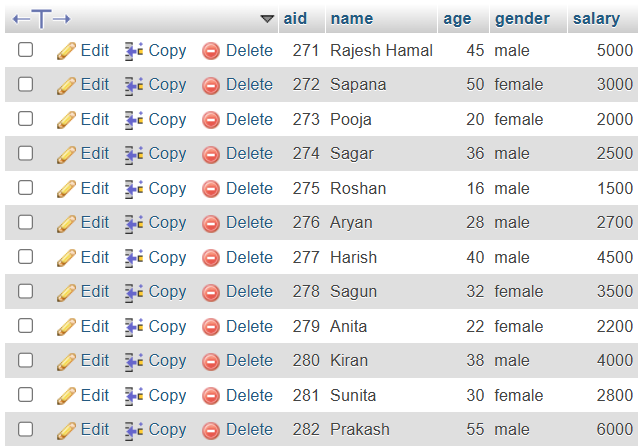 aid name age gender salary
Edit Copy Delete 271 Rajesh Hamal 45 male 5000
Edit Copy Delete 272 Sapana 50 female 3000
Edit Copy Delete 273 Pooja 20 female 2000
Edit Copy Delete 274 Sagar 36 male 2500
Edit Copy Delete 275 Roshan 16 male 1500
Edit Copy Delete 276 Aryan 28 male 2700
Edit Copy Delete 277 Harish 40 male 4500
Edit Copy Delete 278 Sagun 32 female 3500
Edit Copy Delete 279 Anita 22 female 2200
Edit Copy Delete 280 Kiran 38 male 4000
Edit Copy Delete 281 Sunita 30 female 2800
Edit Copy Delete 282 Prakash 55 male 6000